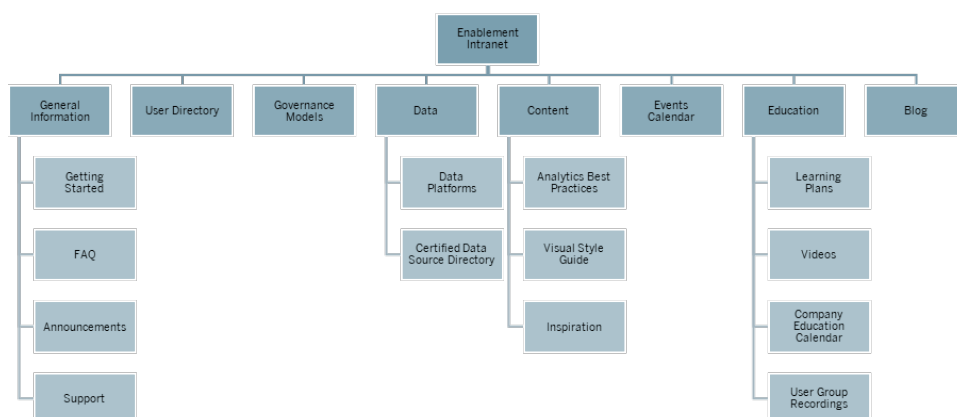 Enablement
Intranet
General
Information
User Directory
Governance
Models
Data
Content
Events
Calendar
Education
Blog
Getting
Started
FAQ
Announcements
Support
Data
Platforms
Certified Data
Source Directory
Analytics Best
Practices
Visual Style
Guide
Inspiration
Learning
Plans
Videos
Company
Education
Calendar
User Group
Recordings